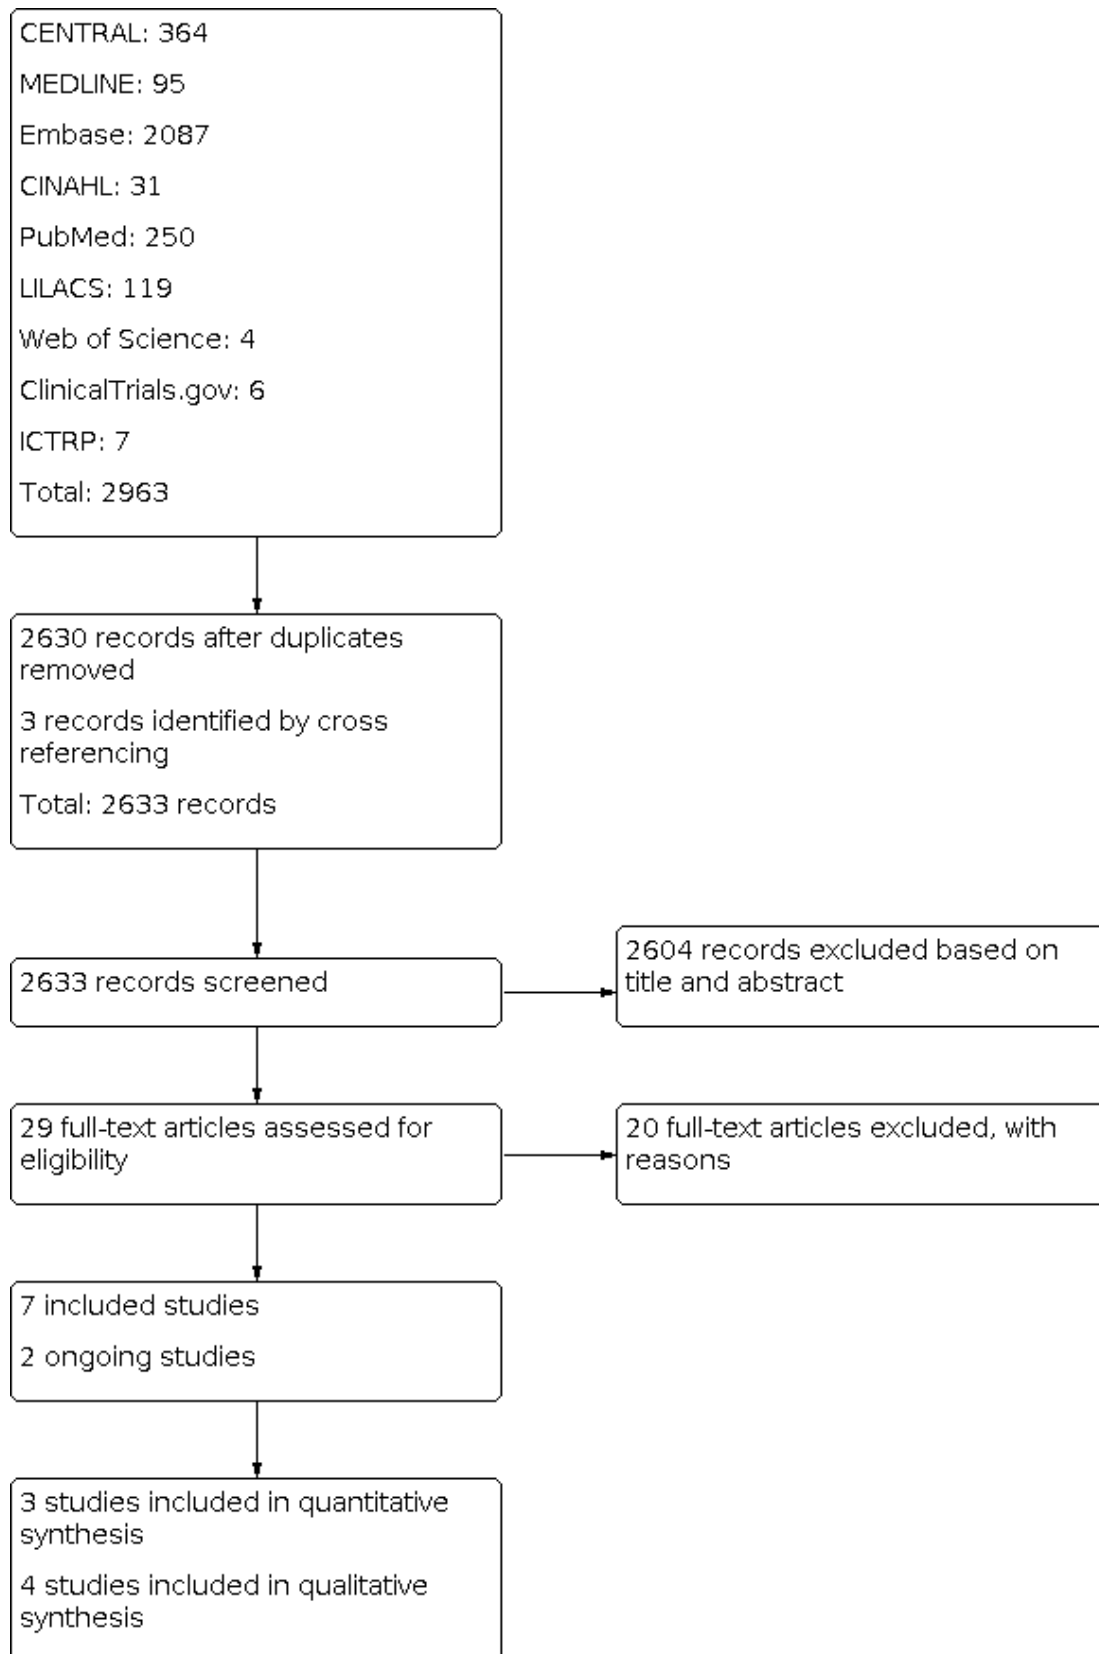 CENTRAL: 364
MEDLINE: 95
Embase: 2087
CINAHL: 31
PubMed: 250
LILACS: 119
Web of Science: 4
ClinicalTrials.gov: 6
ICTRP: 7
Total: 2963
2630 records after duplicates
removed
3 records identified by cross
referencing
Total: 2633 records
2633 records screened
2604 records excluded based on
title and abstract
29 full-text articles assessed for
eligibility
20 full-text articles excluded, with
reasons
7 included studies
2 ongoing studies
3 studies included in quantitative
synthesis
4 studies included in qualitative
synthesis